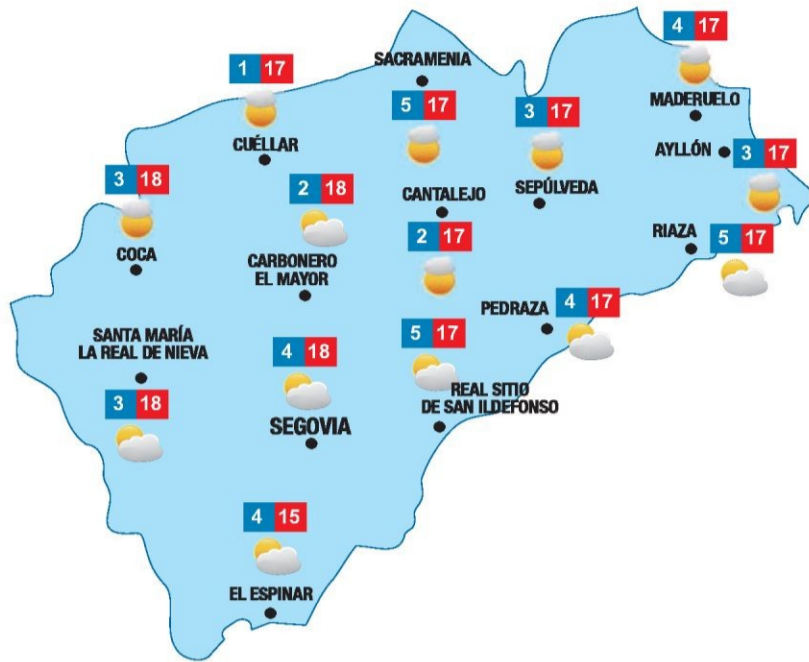 4 17
MADERUELO
SACRAMENIA
5 17
1 17
CUÉLLAR
3 17
SEPÚLVEDA
AYLLÓN
3 17
3 18
COCA
2 18
CARBONERO
EL MAYOR
CANTALEJO
2 17
RIAZA
5 17
PEDRAZA
4 17
SANTA MARÍA
LA REAL DE NIEVA
3 18
4 18
SEGOVIA
5 17
REAL SITIO
DE SAN ILDEFONSO
4 15
EL ESPINAR